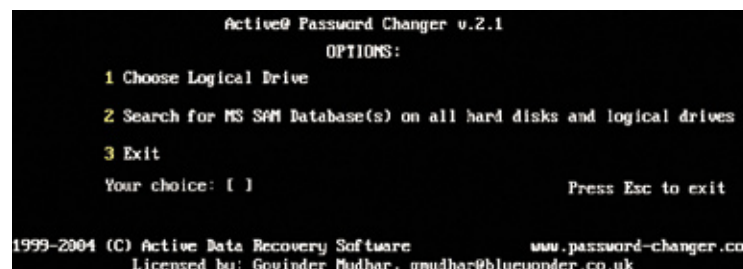 Active@ Password Changer v.2.1
OPTIONS:
1 Choose Logical Drive
2 Search for MS SAM Database(s) on all hard disks and logical drives
3 Exit
Your choice: [ ] Press Esc to exit
1999-2004 (C) Active Data Recovery Software www.password-changer.co
Licensed by: Govinder Mudhar, gmudhar@blueyonder.co.uk